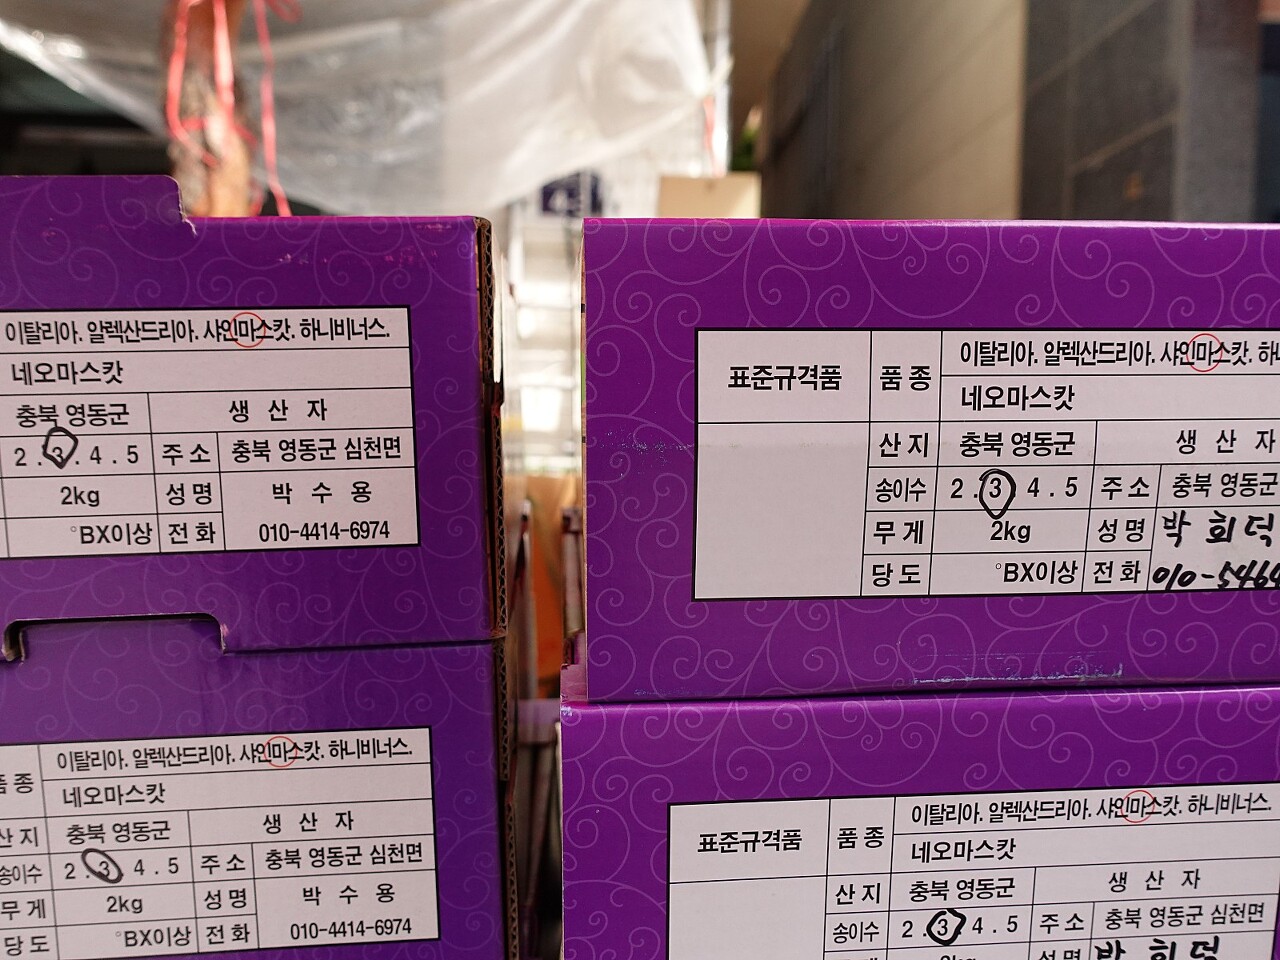 이탈리아. 알렉산드리아. 샤인마스캇. 하니비너스.
네오마스캇
충북 영동군 생 산 자
2 . 3 . 4 . 5 주 소 충북 영동군 심천면
2kg 성 명 박 수 용
°BX이상 전 화 010-4414-6974
표준규격품 품 종 이탈리아. 알렉산드리아. 샤인마스캇. 하니
네오마스캇
산 지 충북 영동군 생 산 자
송이수 2 . 3 . 4 . 5 주 소 충북 영동군
무 게 2kg 성 명 박 희 덕
당 도 °BX이상 전 화 010-5464
품 종 이탈리아. 알렉산드리아. 샤인마스캇. 하니비너스.
네오마스캇
산 지 충북 영동군 생 산 자
송이수 2 . 3 . 4 . 5 주 소 충북 영동군 심천면
무 게 2kg 성 명 박 수 용
당 도 °BX이상 전 화 010-4414-6974
표준규격품 품 종 이탈리아. 알렉산드리아. 샤인마스캇. 하니비너스.
네오마스캇
산 지 충북 영동군 생 산 자
송이수 2 . 3 . 4 . 5 주 소 충북 영동군 심천면
무 게 2kg 성 명 박 희 덕